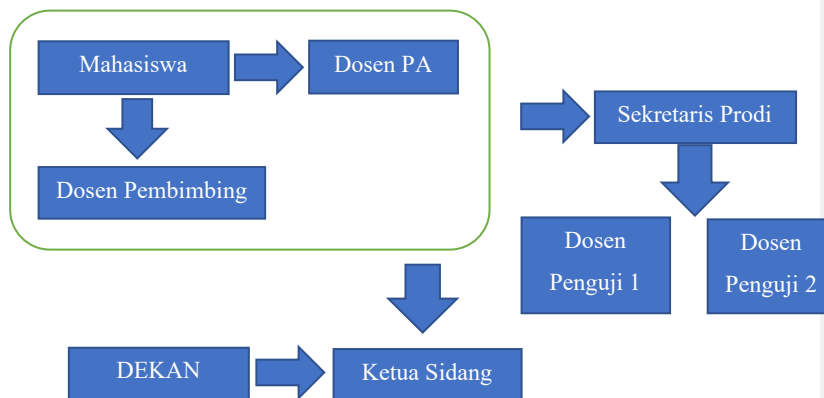 Mahasiswa
Dosen PA
Sekretaris Prodi
Dosen Pembimbing
Dosen
Penguji 1
Dosen
Penguji 2
DEKAN
Ketua Sidang